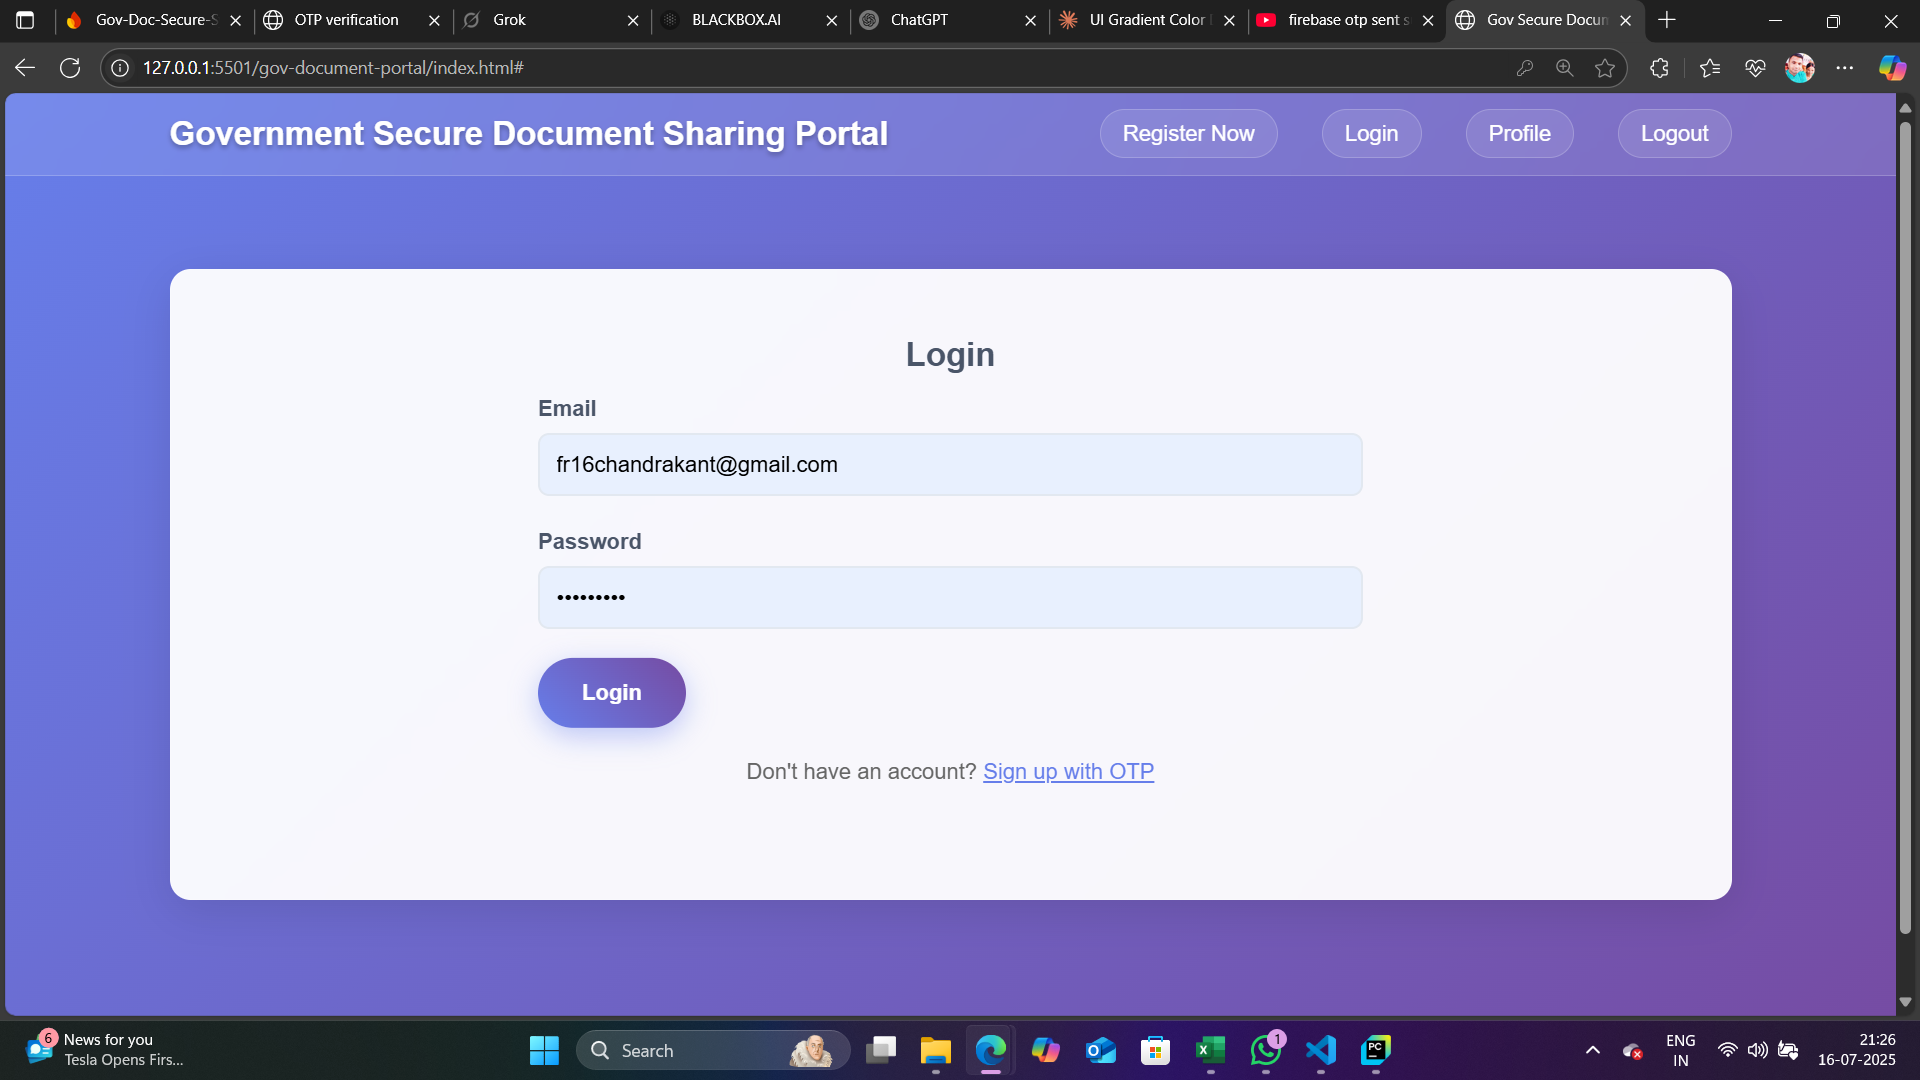 Gov-Doc-Secure-S
OTP verification
Grok
BLACKBOX.AI
ChatGPT
UI Gradient Color
firebase otp sent s
Gov Secure Docum
127.0.0.1:5501/gov-document-portal/index.html#
Government Secure Document Sharing Portal
Register Now
Login
Profile
Logout
Login
Email
fr16chandrakant@gmail.com
Password
•••••••••
Login
Don't have an account? Sign up with OTP
6
News for you
Tesla Opens Firs...
Search
1
PC
ENG
IN
21:26
16-07-2025